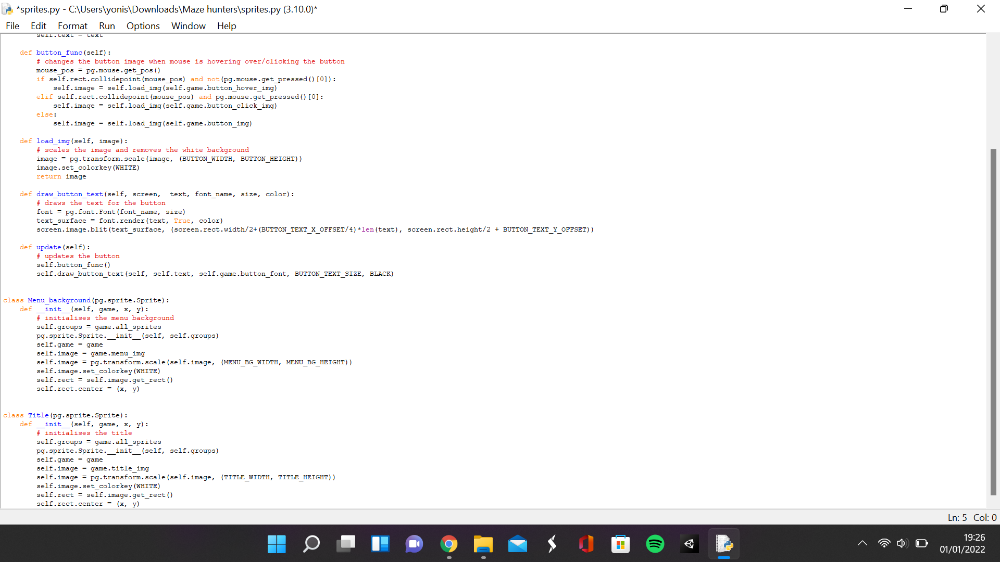 *sprites.py - C:\Users\yonis\Downloads\Maze hunters\sprites.py (3.10.0)*
File Edit Format Run Options Window Help
self.text = text
def button_func(self):
# changes the button image when mouse is hovering over/clicking the button
mouse_pos = pg.mouse.get_pos()
if self.rect.collidepoint(mouse_pos) and not(pg.mouse.get_pressed()[0]):
self.image = self.load_img(self.game.button_hover_img)
elif self.rect.collidepoint(mouse_pos) and pg.mouse.get_pressed()[0]:
self.image = self.load_img(self.game.button_click_img)
else:
self.image = self.load_img(self.game.button_img)
def load_img(self, image):
# scales the image and removes the white background
image = pg.transform.scale(image, (BUTTON_WIDTH, BUTTON_HEIGHT))
image.set_colorkey(WHITE)
return image
def draw_button_text(self, screen,  text, font_name, size, color):
# draws the text for the button
font = pg.font.Font(font_name, size)
text_surface = font.render(text, True, color)
screen.image.blit(text_surface, (screen.rect.width/2+(BUTTON_TEXT_X_OFFSET/4)*len(text), screen.rect.height/2 + BUTTON_TEXT_Y_OFFSET))
def update(self):
# updates the button
self.button_func()
self.draw_button_text(self, self.text, self.game.button_font, BUTTON_TEXT_SIZE, BLACK)
class Menu_background(pg.sprite.Sprite):
def __init__(self, game, x, y):
# initialises the menu background
self.groups = game.all_sprites
pg.sprite.Sprite.__init__(self, self.groups)
self.game = game
self.image = game.menu_img
self.image = pg.transform.scale(self.image, (MENU_BG_WIDTH, MENU_BG_HEIGHT))
self.image.set_colorkey(WHITE)
self.rect = self.image.get_rect()
self.rect.center = (x, y)
class Title(pg.sprite.Sprite):
def __init__(self, game, x, y):
# initialises the title
self.groups = game.all_sprites
pg.sprite.Sprite.__init__(self, self.groups)
self.game = game
self.image = game.title_img
self.image = pg.transform.scale(self.image, (TITLE_WIDTH, TITLE_HEIGHT))
self.image.set_colorkey(WHITE)
self.rect = self.image.get_rect()
self.rect.center = (x, y)
Ln: 5 Col: 0
19:26
01/01/2022